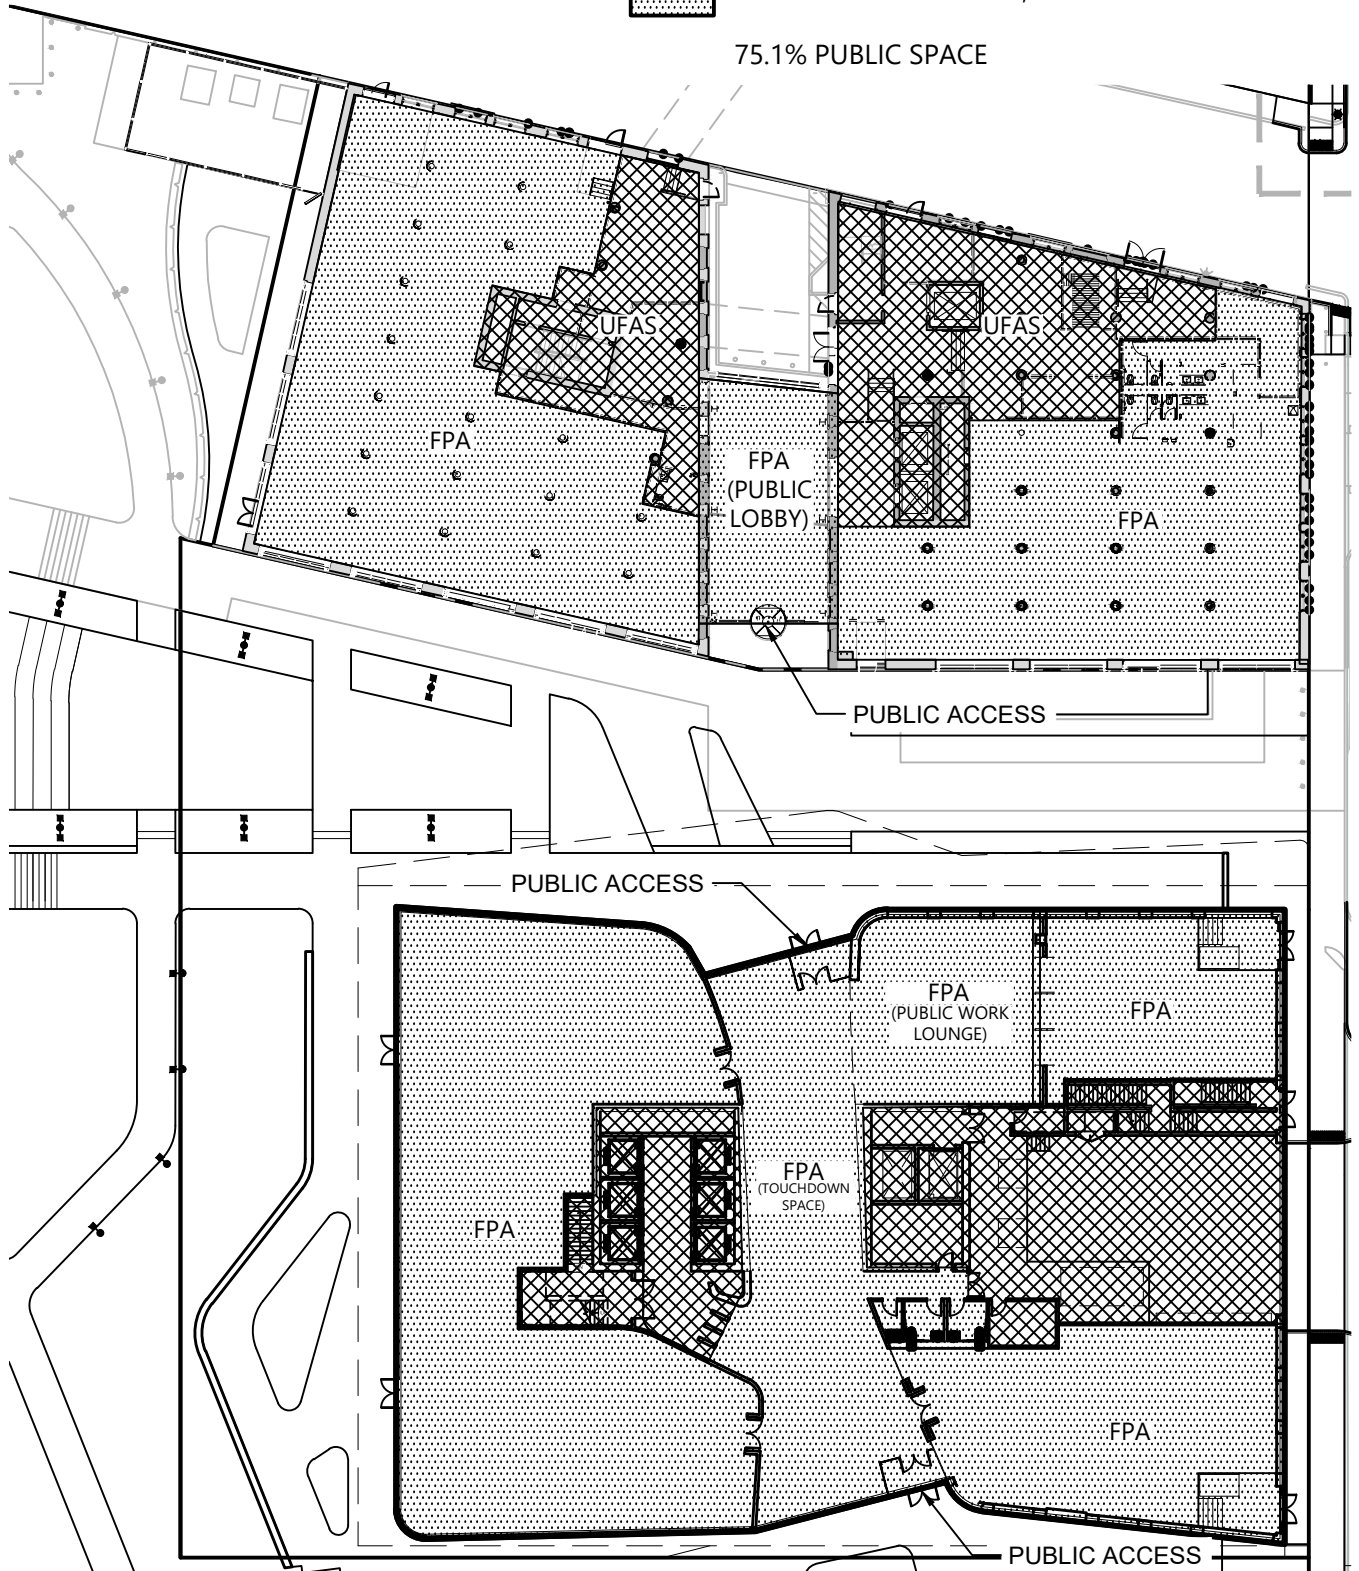 75.1% PUBLIC SPACE
UFAS
UFAS
FPA
FPA
(PUBLIC
LOBBY)
FPA
PUBLIC ACCESS
PUBLIC ACCESS
FPA
(PUBLIC WORK
LOUNGE)
FPA
FPA
(TOUCHDOWN
SPACE)
FPA
FPA
PUBLIC ACCESS